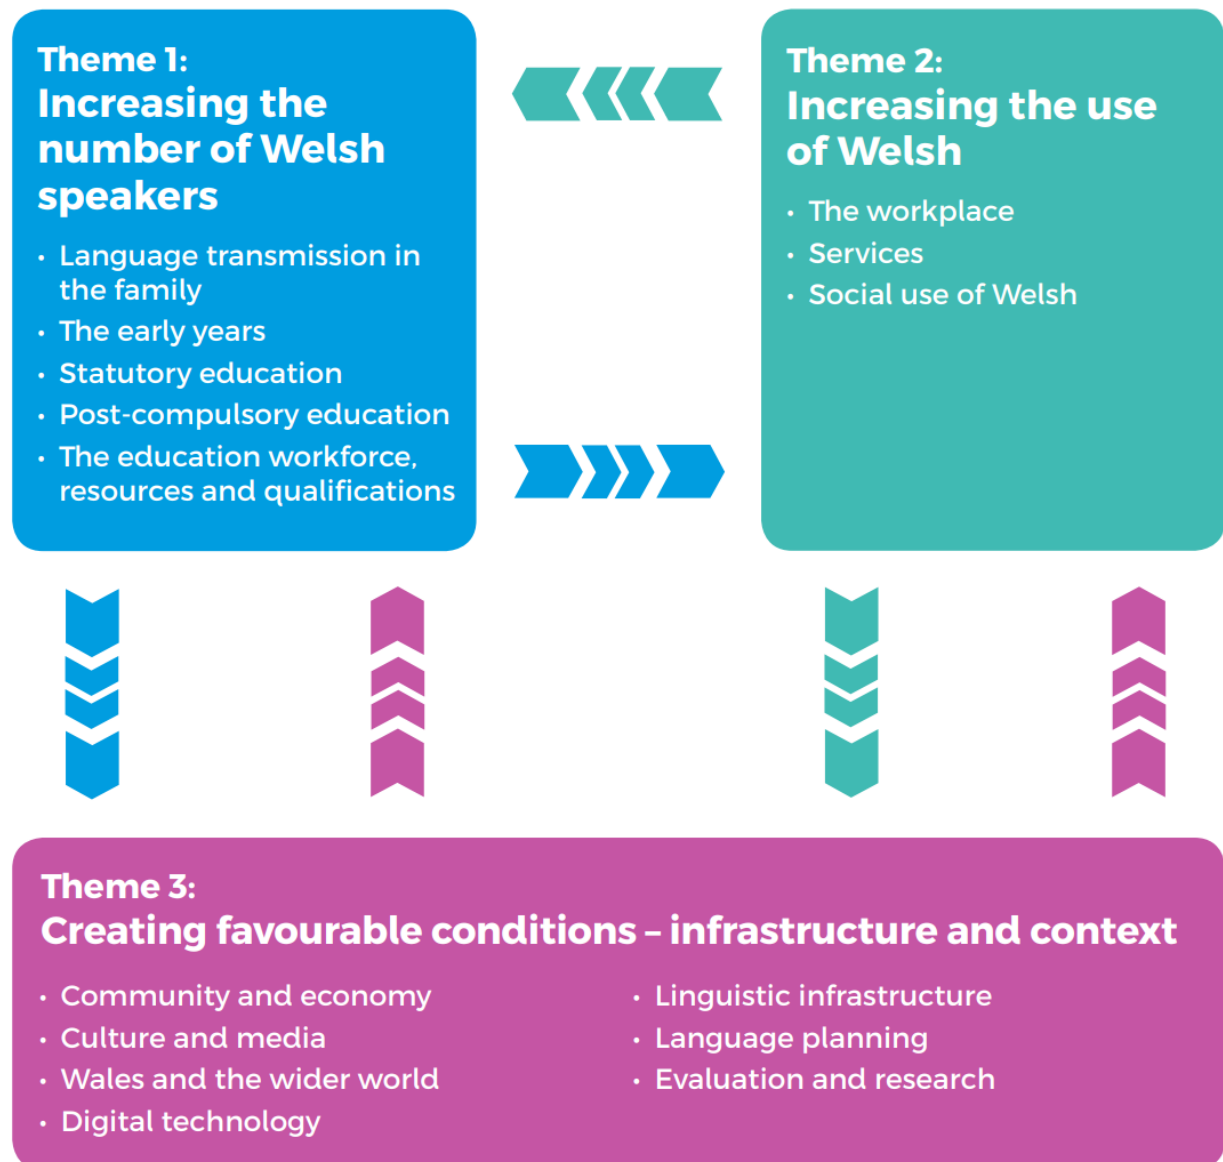 Theme 1:
Increasing the
number of Welsh
speakers
• Language transmission in
the family
• The early years
• Statutory education
• Post-compulsory education
• The education workforce,
resources and qualifications
Theme 2:
Increasing the use
of Welsh
• The workplace
• Services
• Social use of Welsh
Theme 3:
Creating favourable conditions – infrastructure and context
• Community and economy
• Culture and media
• Wales and the wider world
• Digital technology
• Linguistic infrastructure
• Language planning
• Evaluation and research